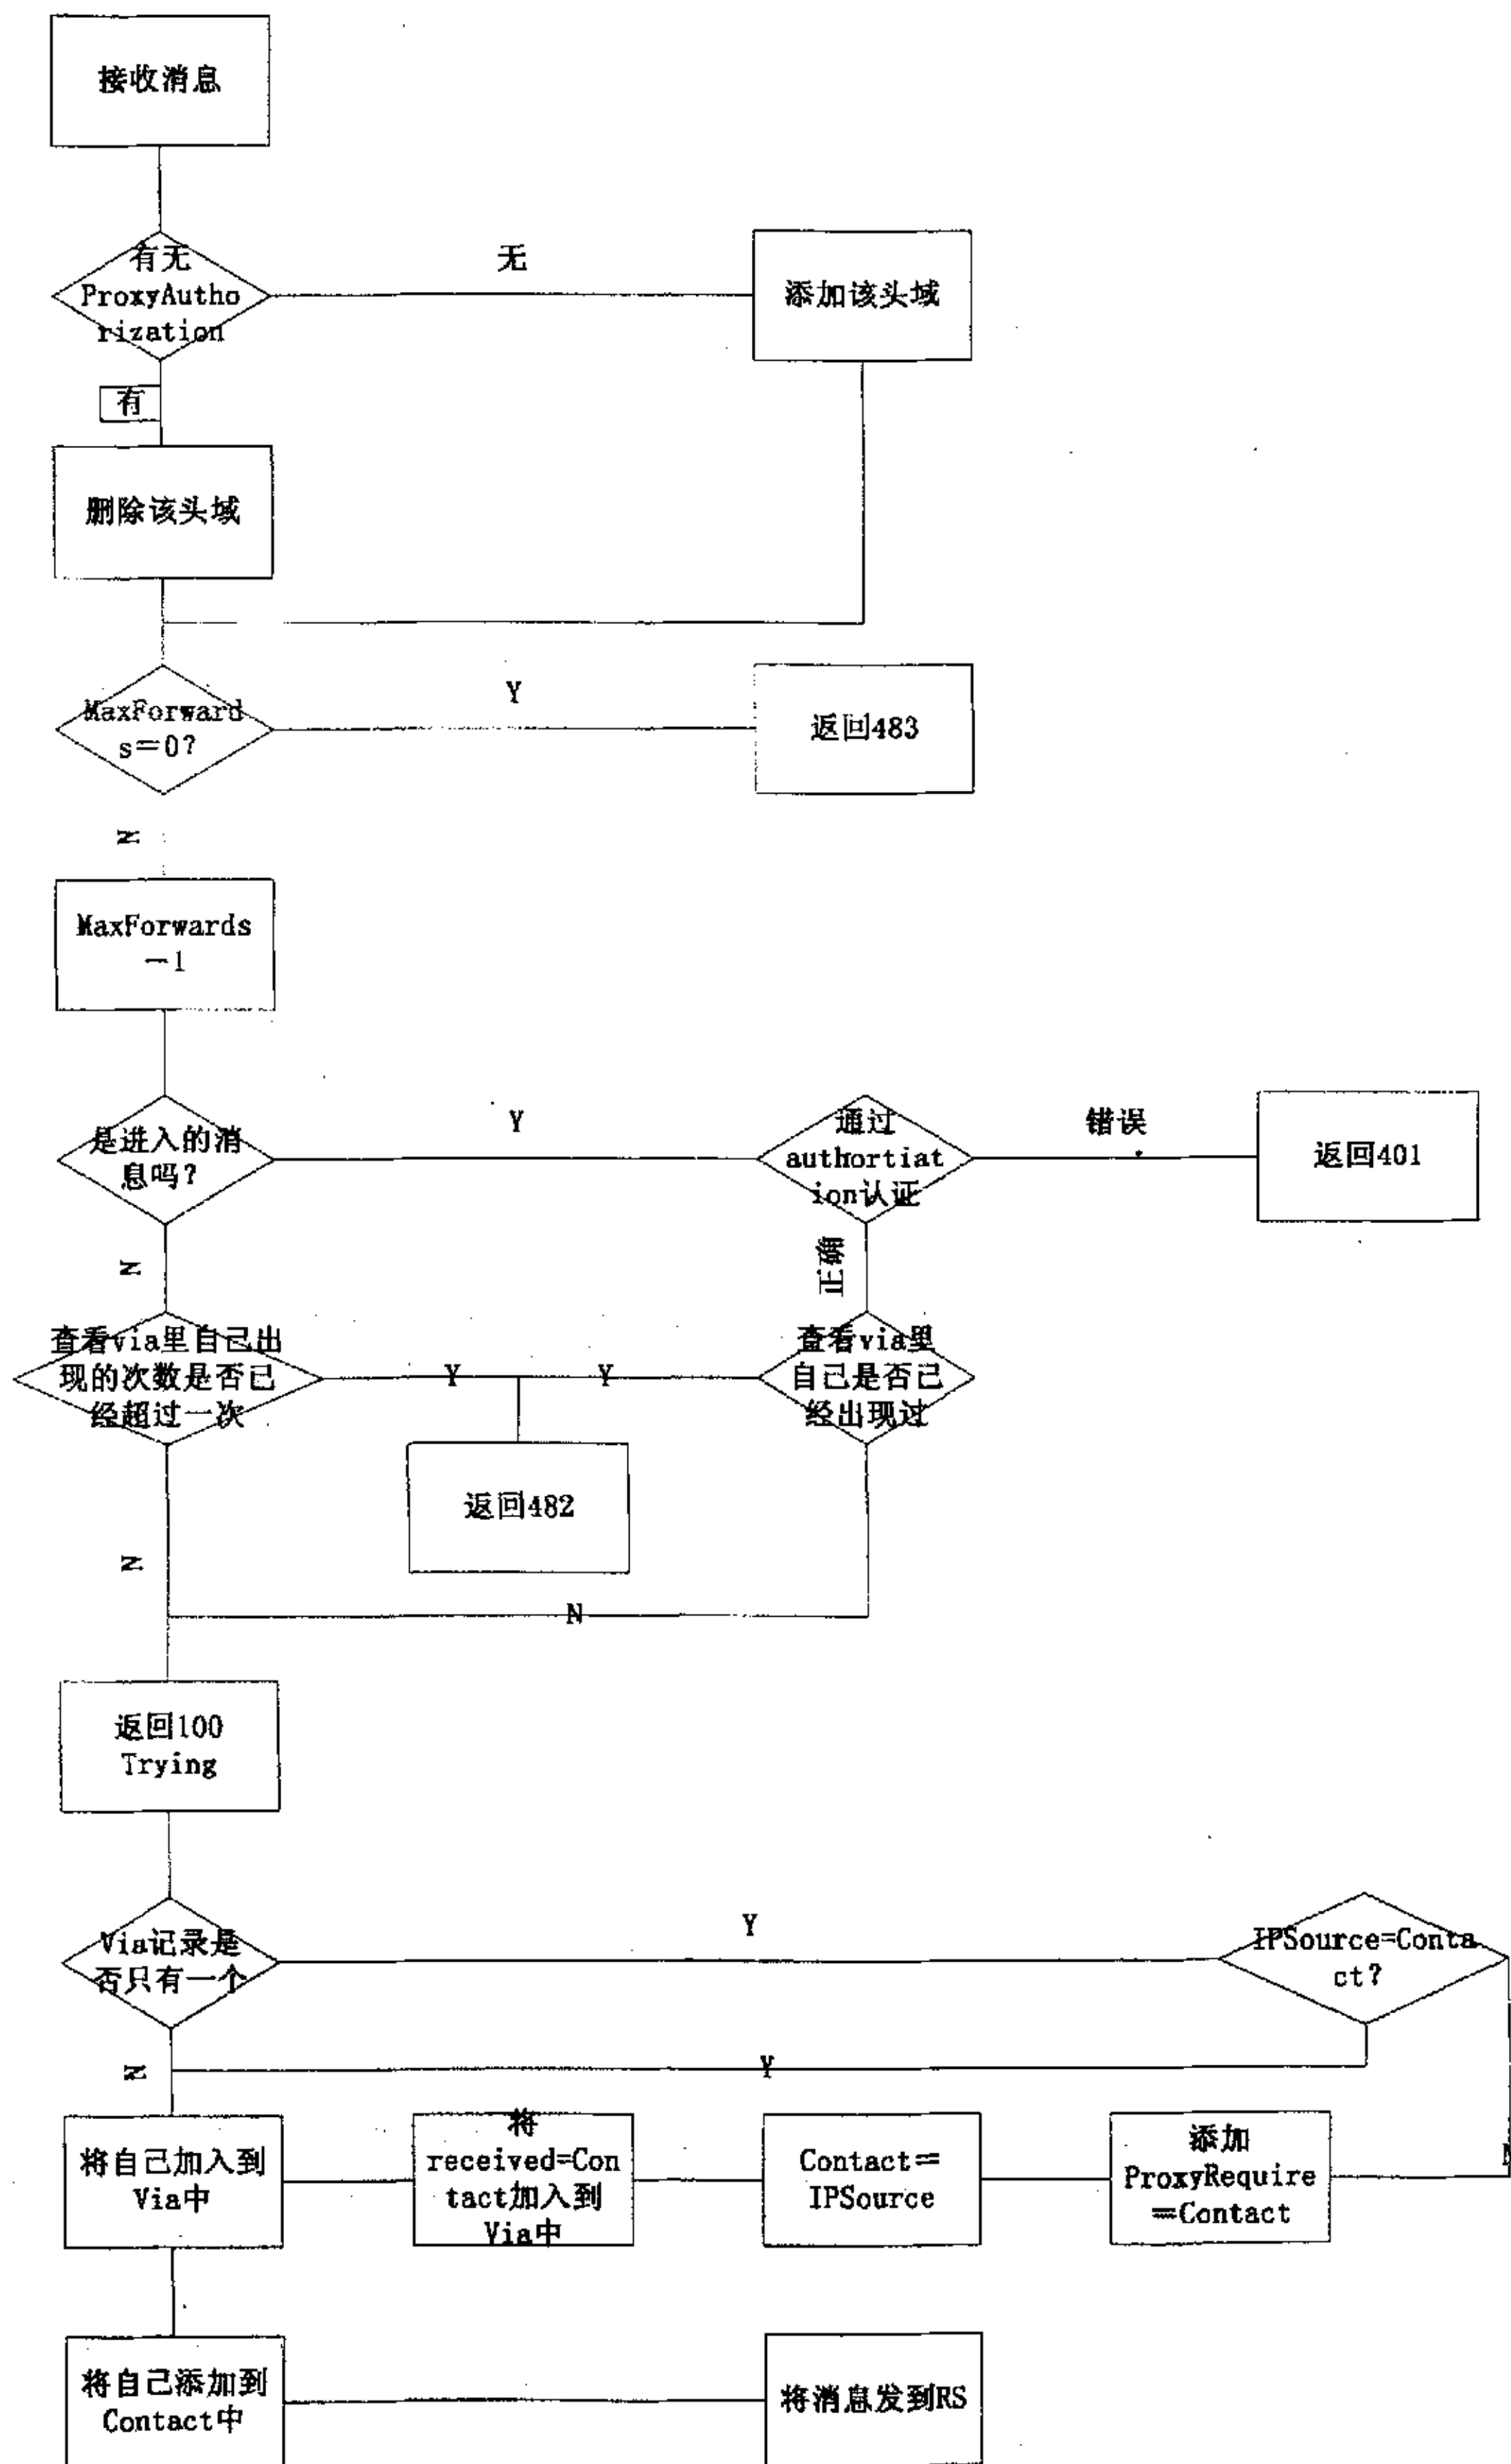 接收消息
有无
ProxyAutho
rization
无
添加该头域
有
删除该头域
MaxForward
s=0?
Y
返回483
N
MaxForwards
-1
是进入的消
息吗?
Y
通过
authortiat
ion认证
错误
返回401
N
正确
查看via里自己出
现的次数是否已
经超过一次
Y
Y
查看via里
自己是否已
经出现过
返回482
N
N
返回100
Trying
Via记录是
否只有一个
Y
IPSource=Conta
ct?
N
Y
将自己加入到
Via中
将
received=Con
tact加入到
Via中
Contact=
IPSource
添加
ProxyRequire
=Contact
将自己添加到
Contact中
将消息发到RS